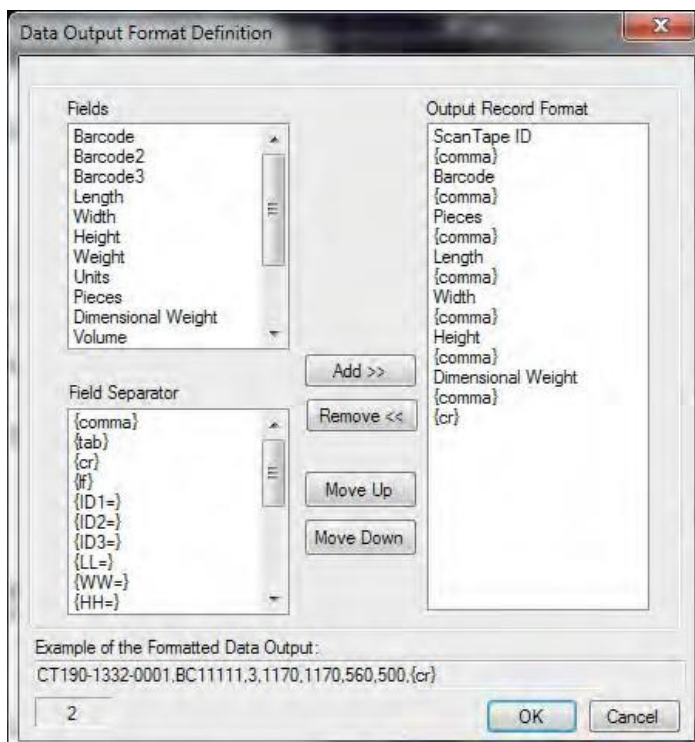 Data Output Format Definition
Fields
Barcode
Barcode2
Barcode3
Length
Width
Height
Weight
Units
Pieces
Dimensional Weight
Volume
Field Separator
{comma}
{tab}
{cr}
{lf}
{ID1=}
{ID2=}
{ID3=}
{LL=}
{WW=}
{HH=}
Add >>
Remove <<
Move Up
Move Down
Output Record Format
ScanTape ID
{comma}
Barcode
{comma}
Pieces
{comma}
Length
{comma}
Width
{comma}
Height
{comma}
Dimensional Weight
{comma}
{cr}
Example of the Formatted Data Output:
CT190-1332-0001,BC11111,3,1170,1170,560,500,{cr}
2
OK
Cancel